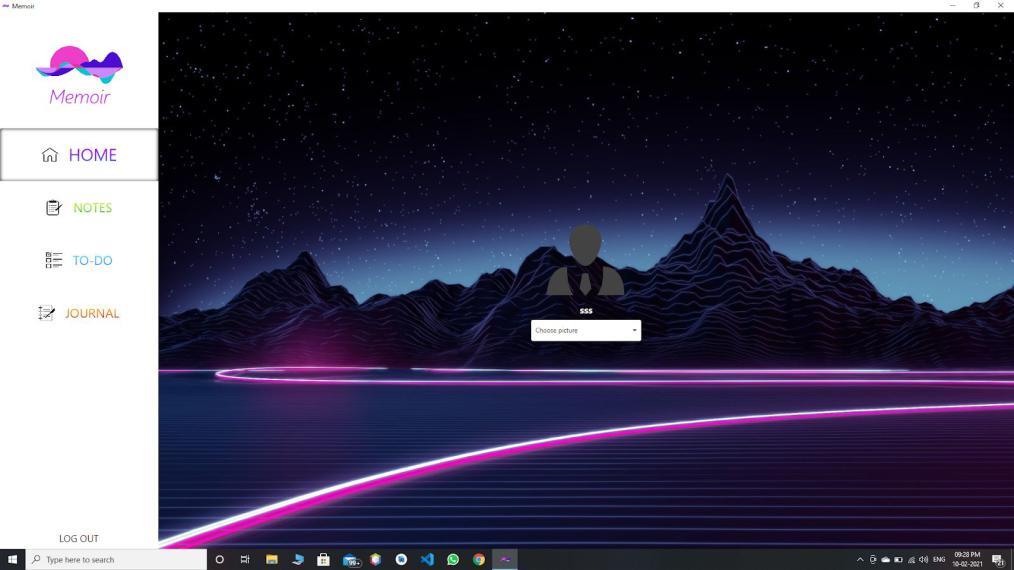 Memoir
Memoir
HOME
NOTES
TO-DO
JOURNAL
sss
Choose picture
LOG OUT
Type here to search
99+
ENG
09:28 PM
10-02-2021
21